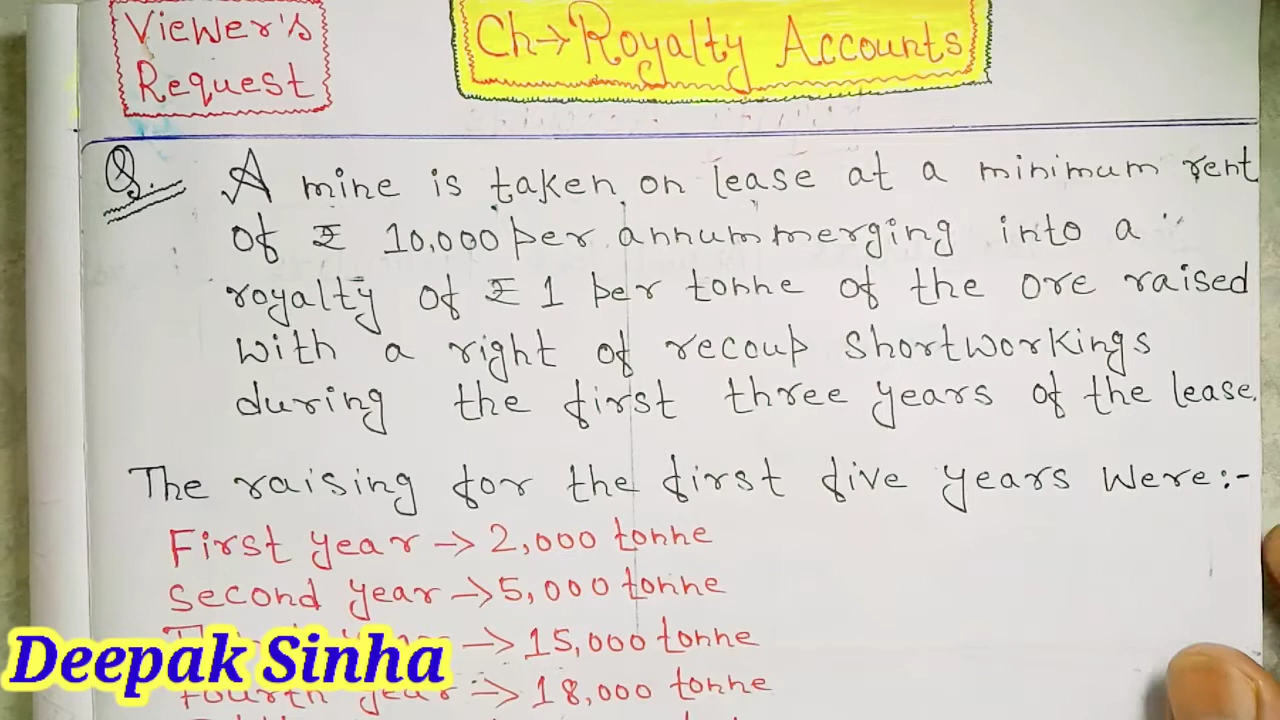 Viewer's
Request
Ch→Royalty Accounts
Q. A mine is taken on lease at a minimum rent
of ₹ 10,000 per annum merging into a
royalty of ₹ 1 per tonne of the ore raised
with a right of recoup shortworkings
during the first three years of the lease.
The raising for the first five years were:-
First year → 2,000 tonne
Second year → 5,000 tonne
→ 15,000 tonne
Fourth year → 18,000 tonne
Deepak Sinha